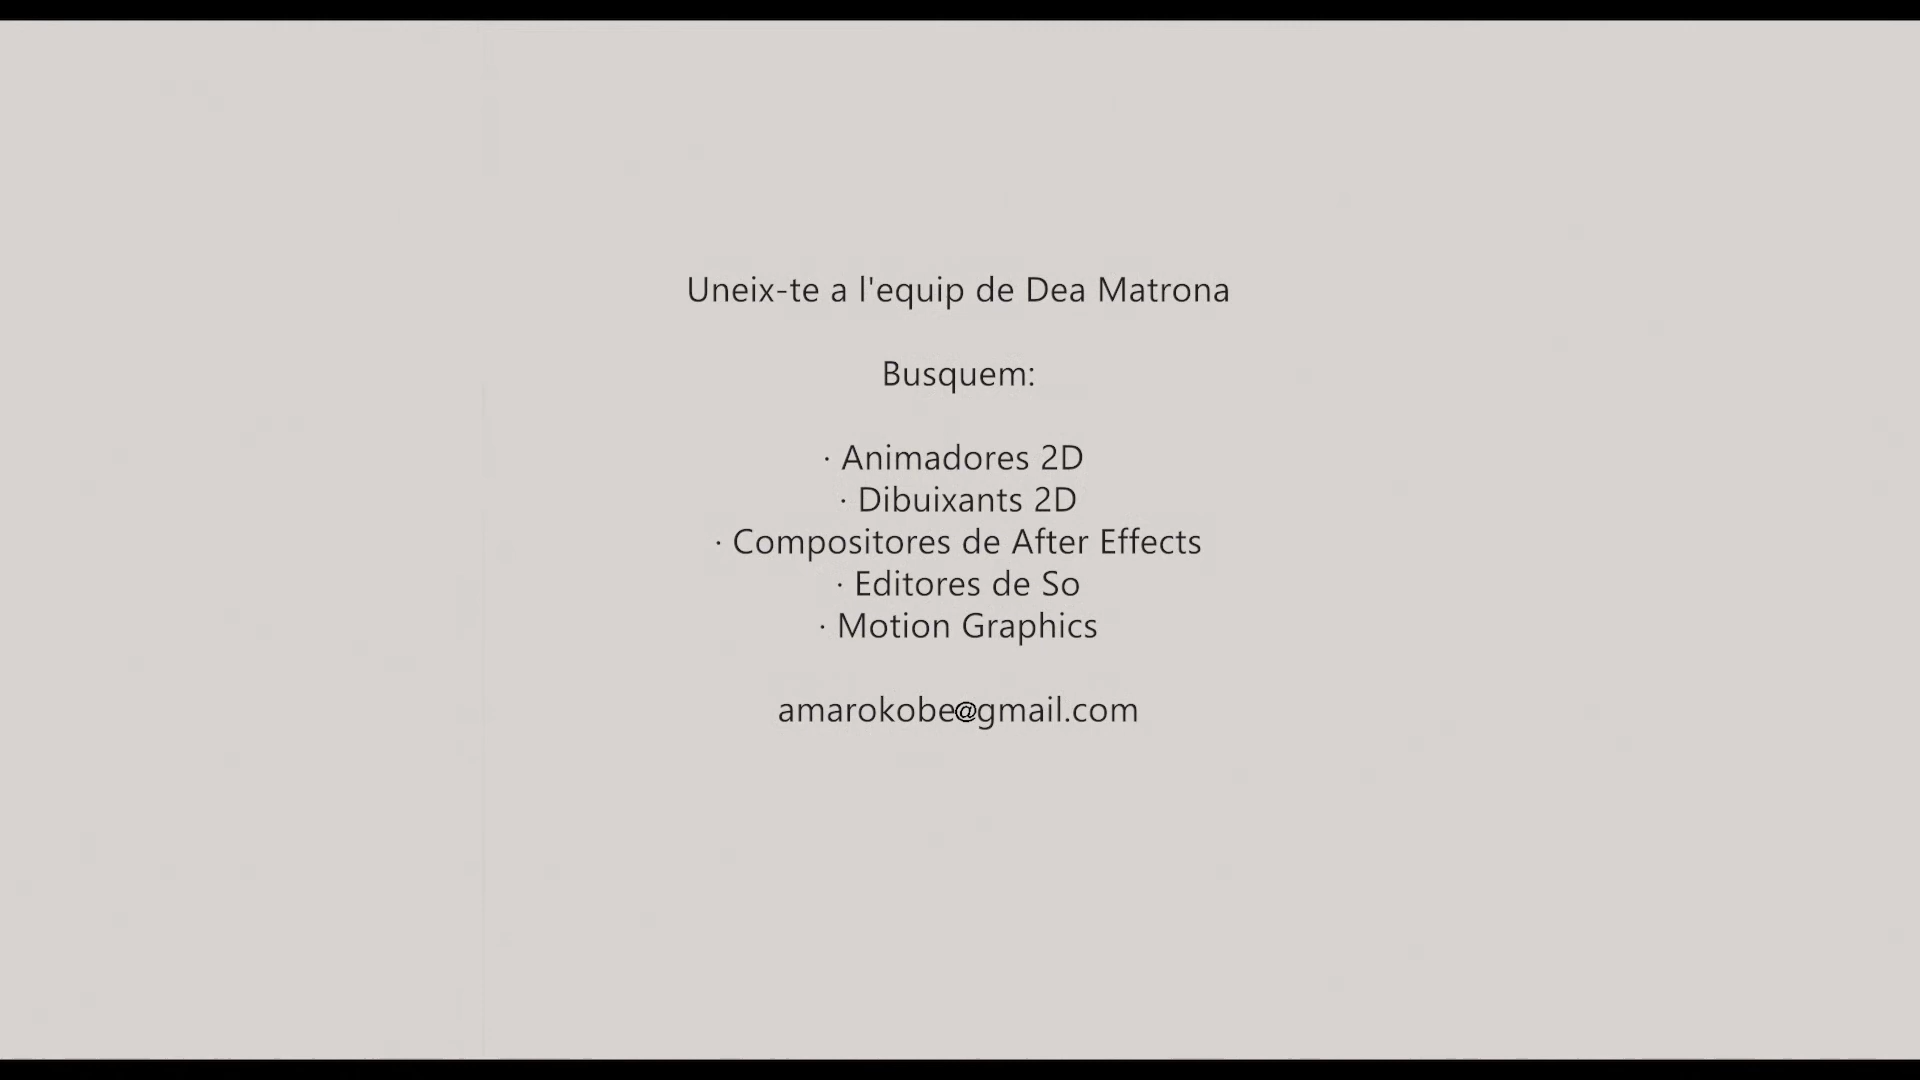 Uneix-te a l'equip de Dea Matrona
Busquem:
· Animadores 2D
· Dibuixants 2D
· Compositores de After Effects
· Editores de So
· Motion Graphics
amarokobe@gmail.com